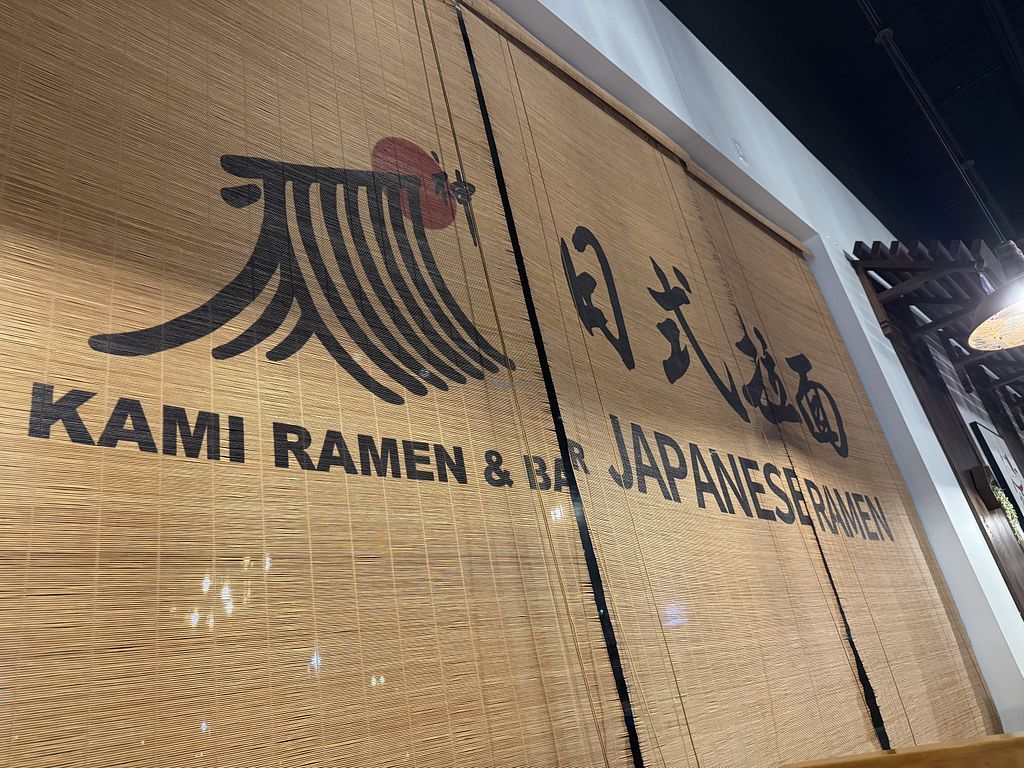 神
KAMI RAMEN & BAR
日式拉面
JAPANESE RAMEN